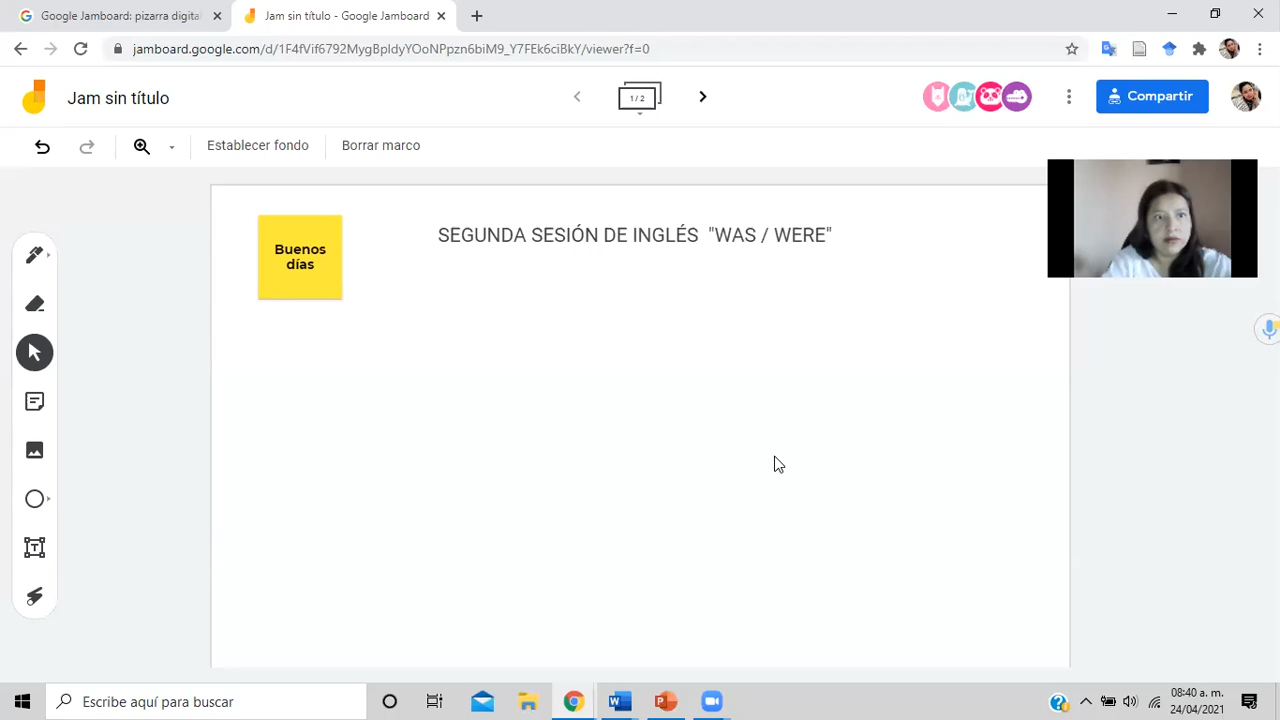 Google Jamboard: pizarra digita
Jam sin título - Google Jamboard
jamboard.google.com/d/1F4fVif6792MygBpIdyYOoNPpzn6biM9_Y7FEk6ciBkY/viewer?f=0
Jam sin título
1 / 2
Compartir
Establecer fondo
Borrar marco
Buenos
días
SEGUNDA SESIÓN DE INGLÉS "WAS / WERE"
Escribe aquí para buscar
08:40 a. m.
24/04/2021